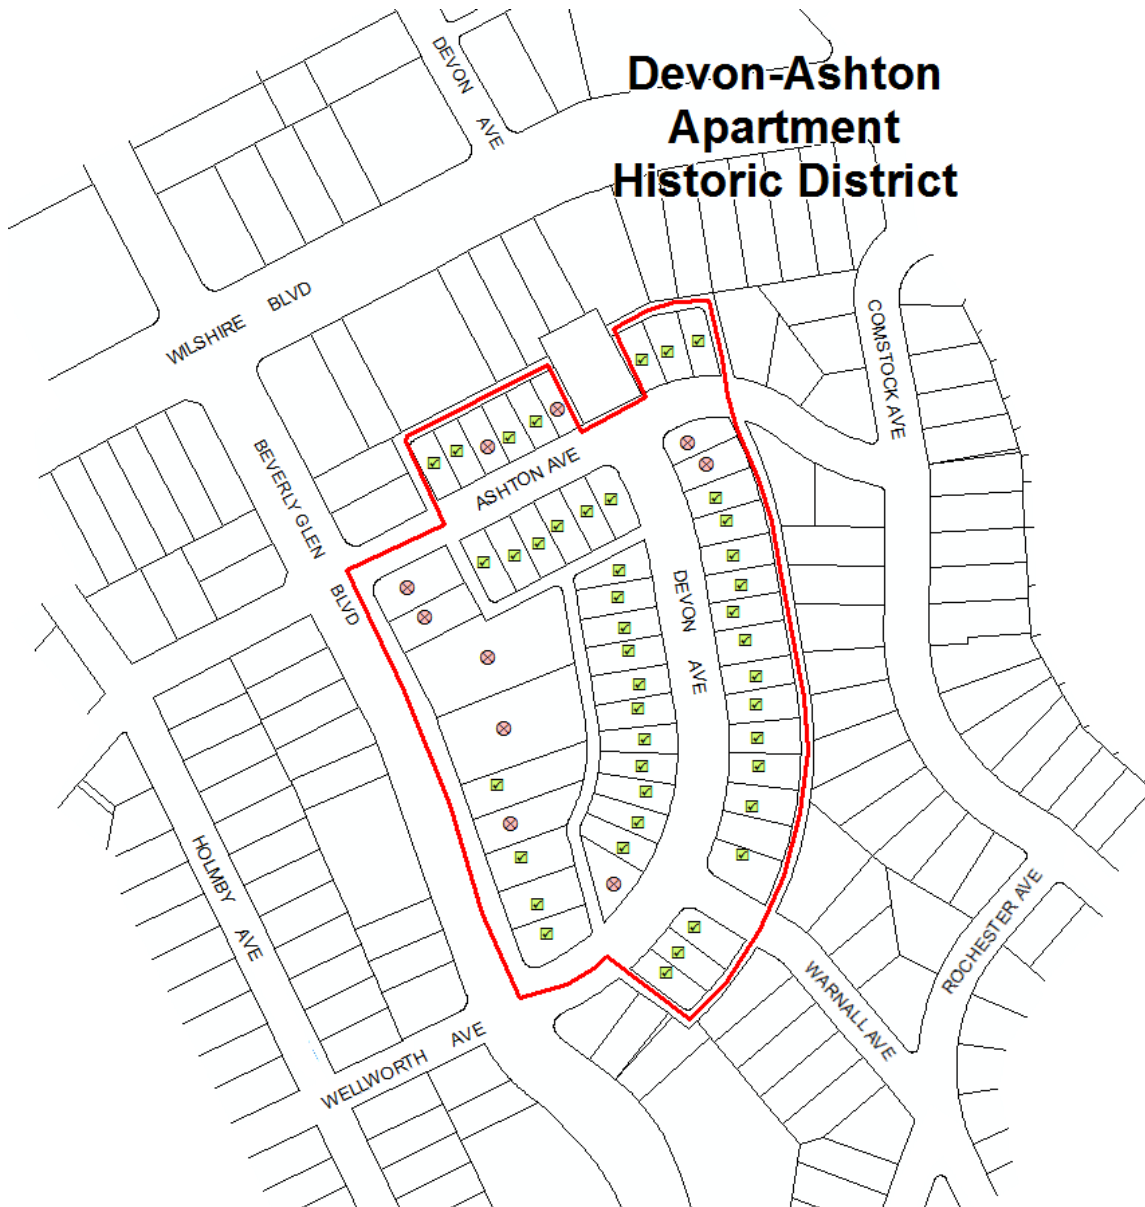 Devon-Ashton
Apartment
Historic District
DEVON AVE
WILSHIRE BLVD
COMSTOCK AVE
BEVERLY GLEN BLVD
ASHTON AVE
DEVON AVE
HOLMBY AVE
ROCHESTER AVE
WARNALL AVE
WELLWORTH AVE